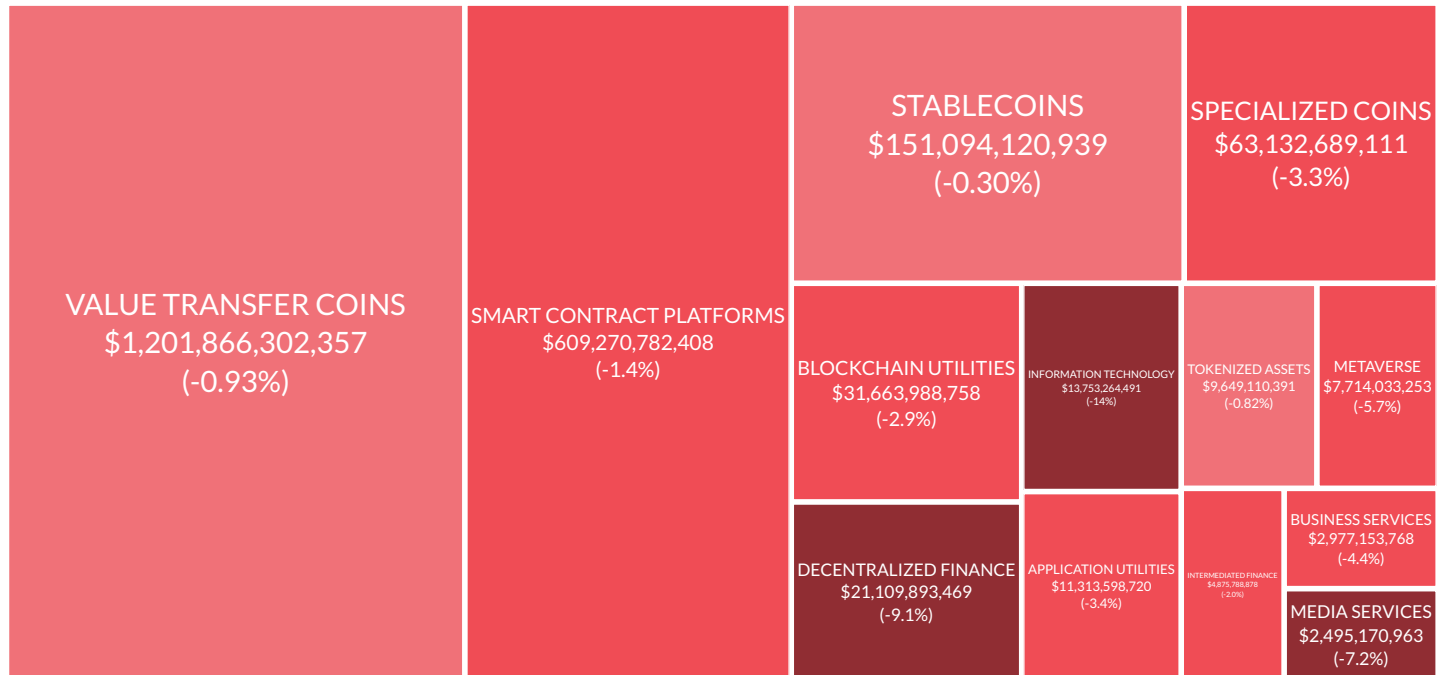 VALUE TRANSFER COINS
$1,201,866,302,357
(-0.93%)
SMART CONTRACT PLATFORMS
$609,270,782,408
(-1.4%)
STABLECOINS
$151,094,120,939
(-0.30%)
SPECIALIZED COINS
$63,132,689,111
(-3.3%)
BLOCKCHAIN UTILITIES
$31,663,988,758
(-2.9%)
DECENTRALIZED FINANCE
$21,109,893,469
(-9.1%)
INFORMATION TECHNOLOGY
$13,753,264,491
(-14%)
APPLICATION UTILITIES
$11,313,598,720
(-3.4%)
TOKENIZED ASSETS
$9,649,110,391
(-0.82%)
METAVERSE
$7,714,033,253
(-5.7%)
INTERMEDIATED FINANCE
$4,875,788,878
(-2.0%)
BUSINESS SERVICES
$2,977,153,768
(-4.4%)
MEDIA SERVICES
$2,495,170,963
(-7.2%)